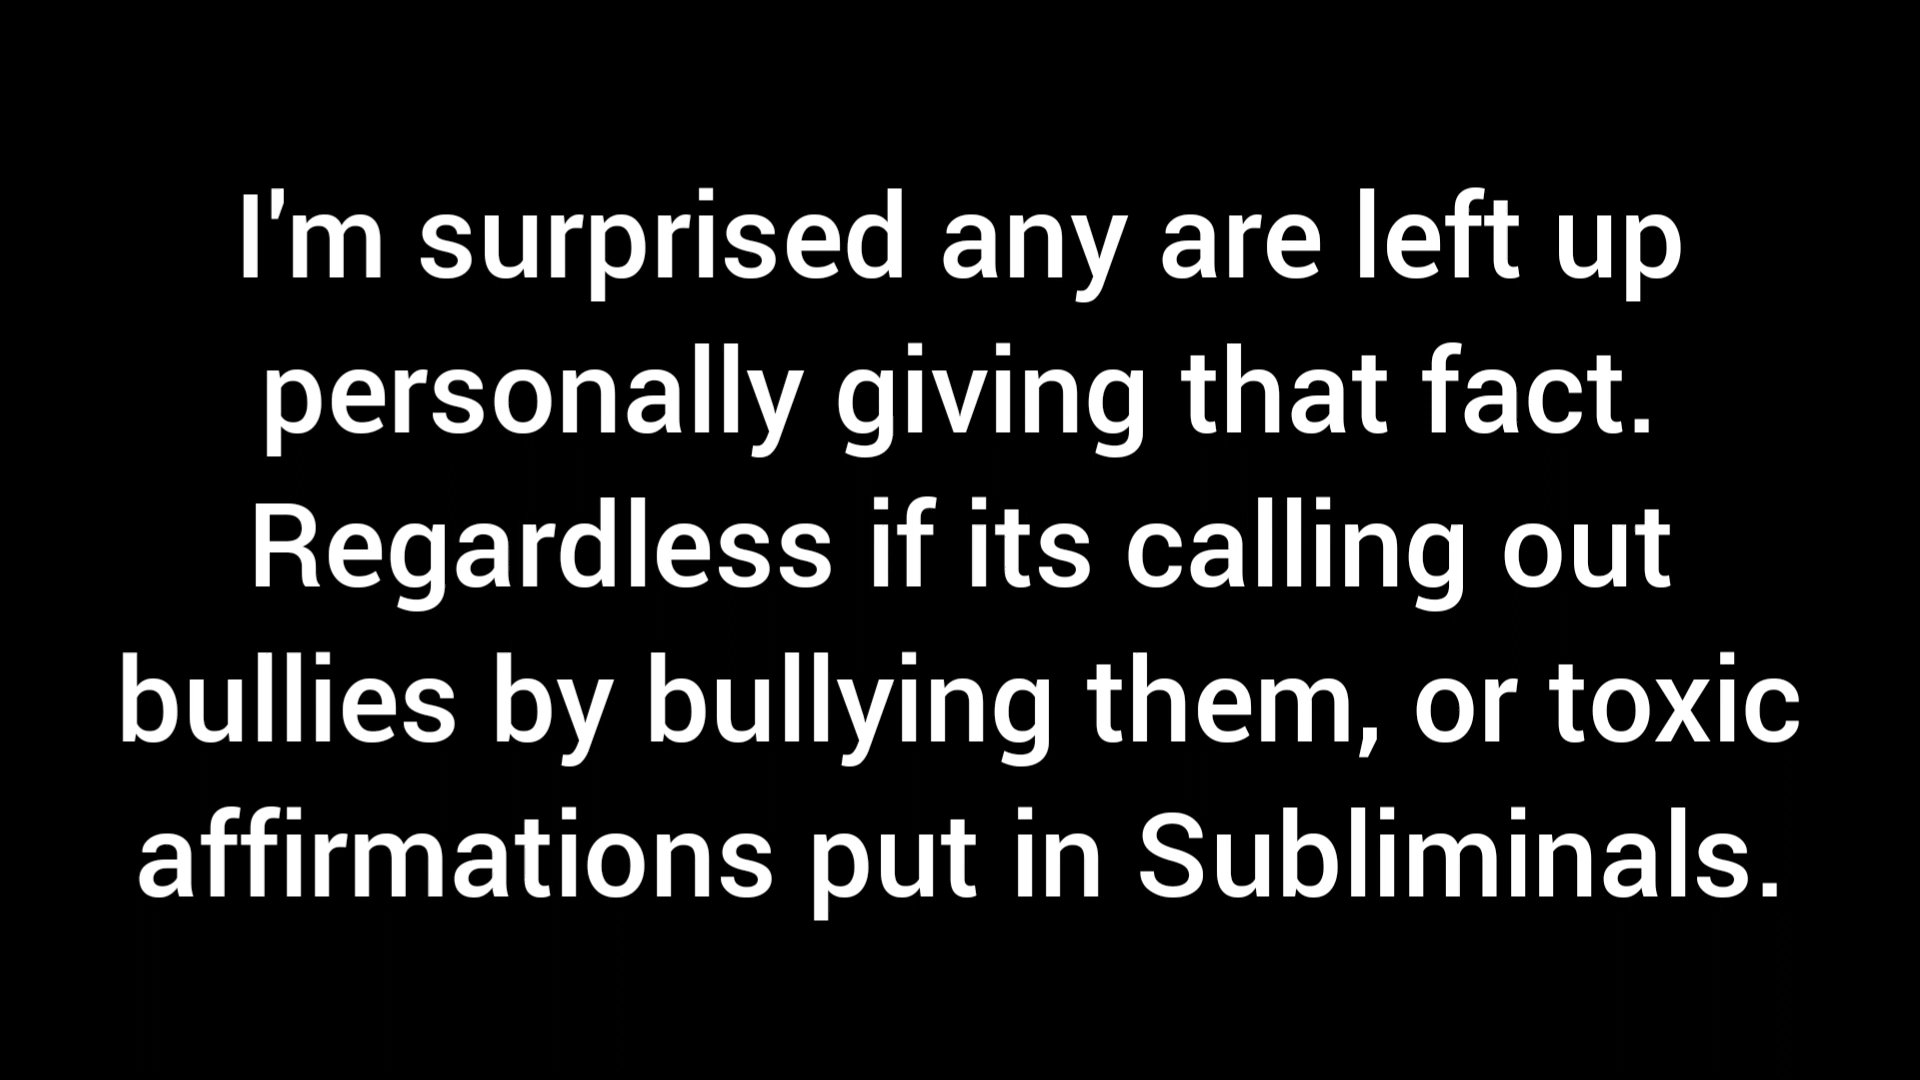 I'm surprised any are left up
personally giving that fact.
Regardless if its calling out
bullies by bullying them, or toxic
affirmations put in Subliminals.